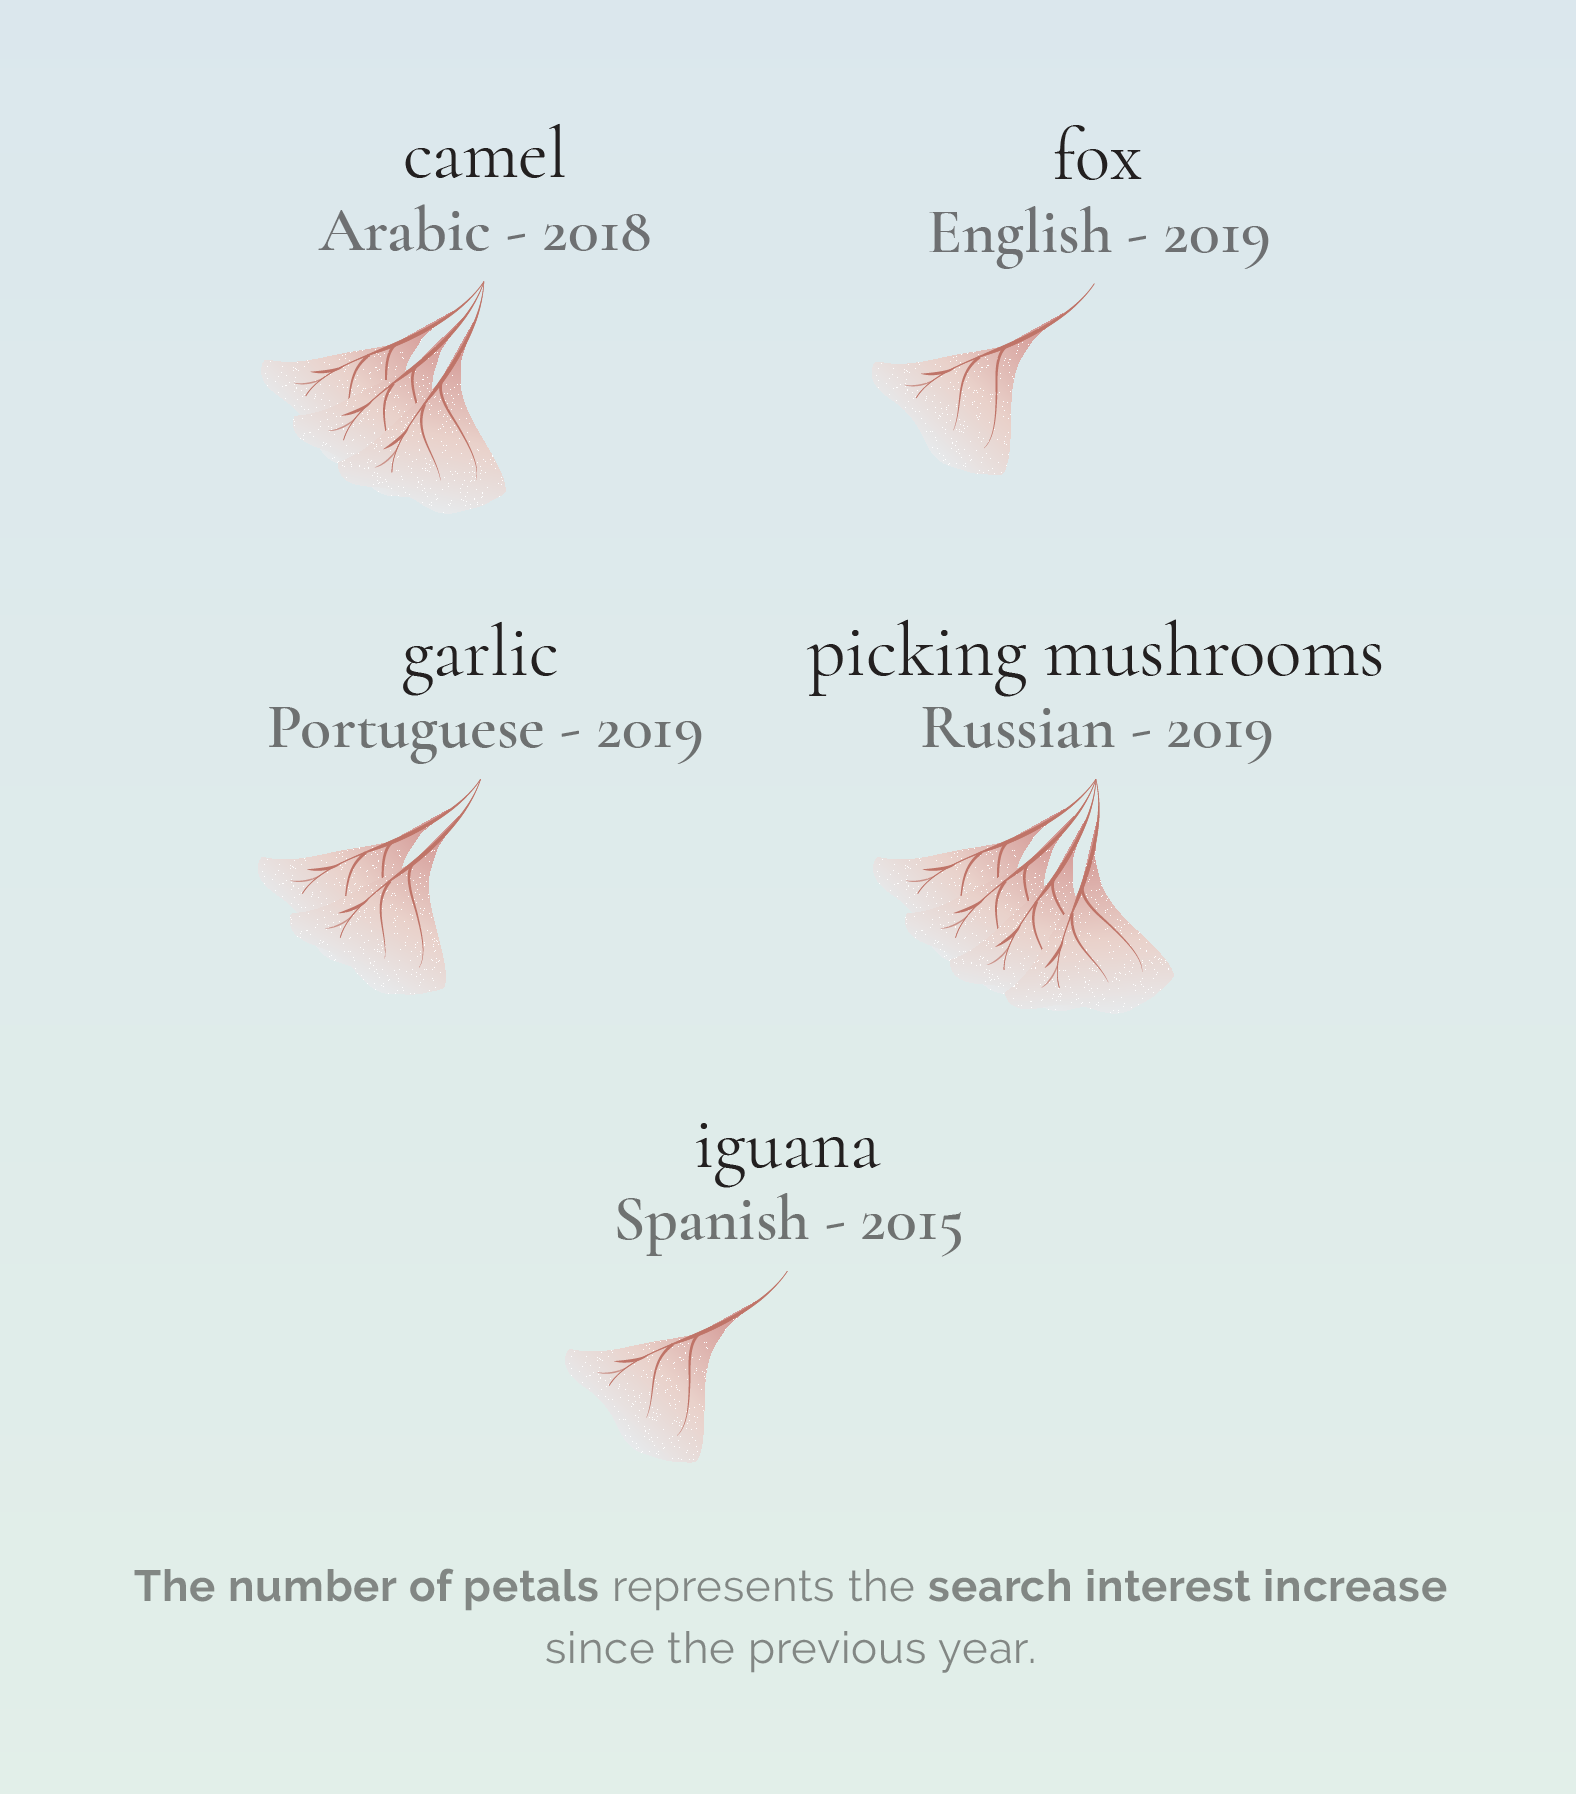 camel
Arabic - 2018
fox
English - 2019
garlic
Portuguese - 2019
picking mushrooms
Russian - 2019
iguana
Spanish - 2015
The number of petals represents the search interest increase
since the previous year.